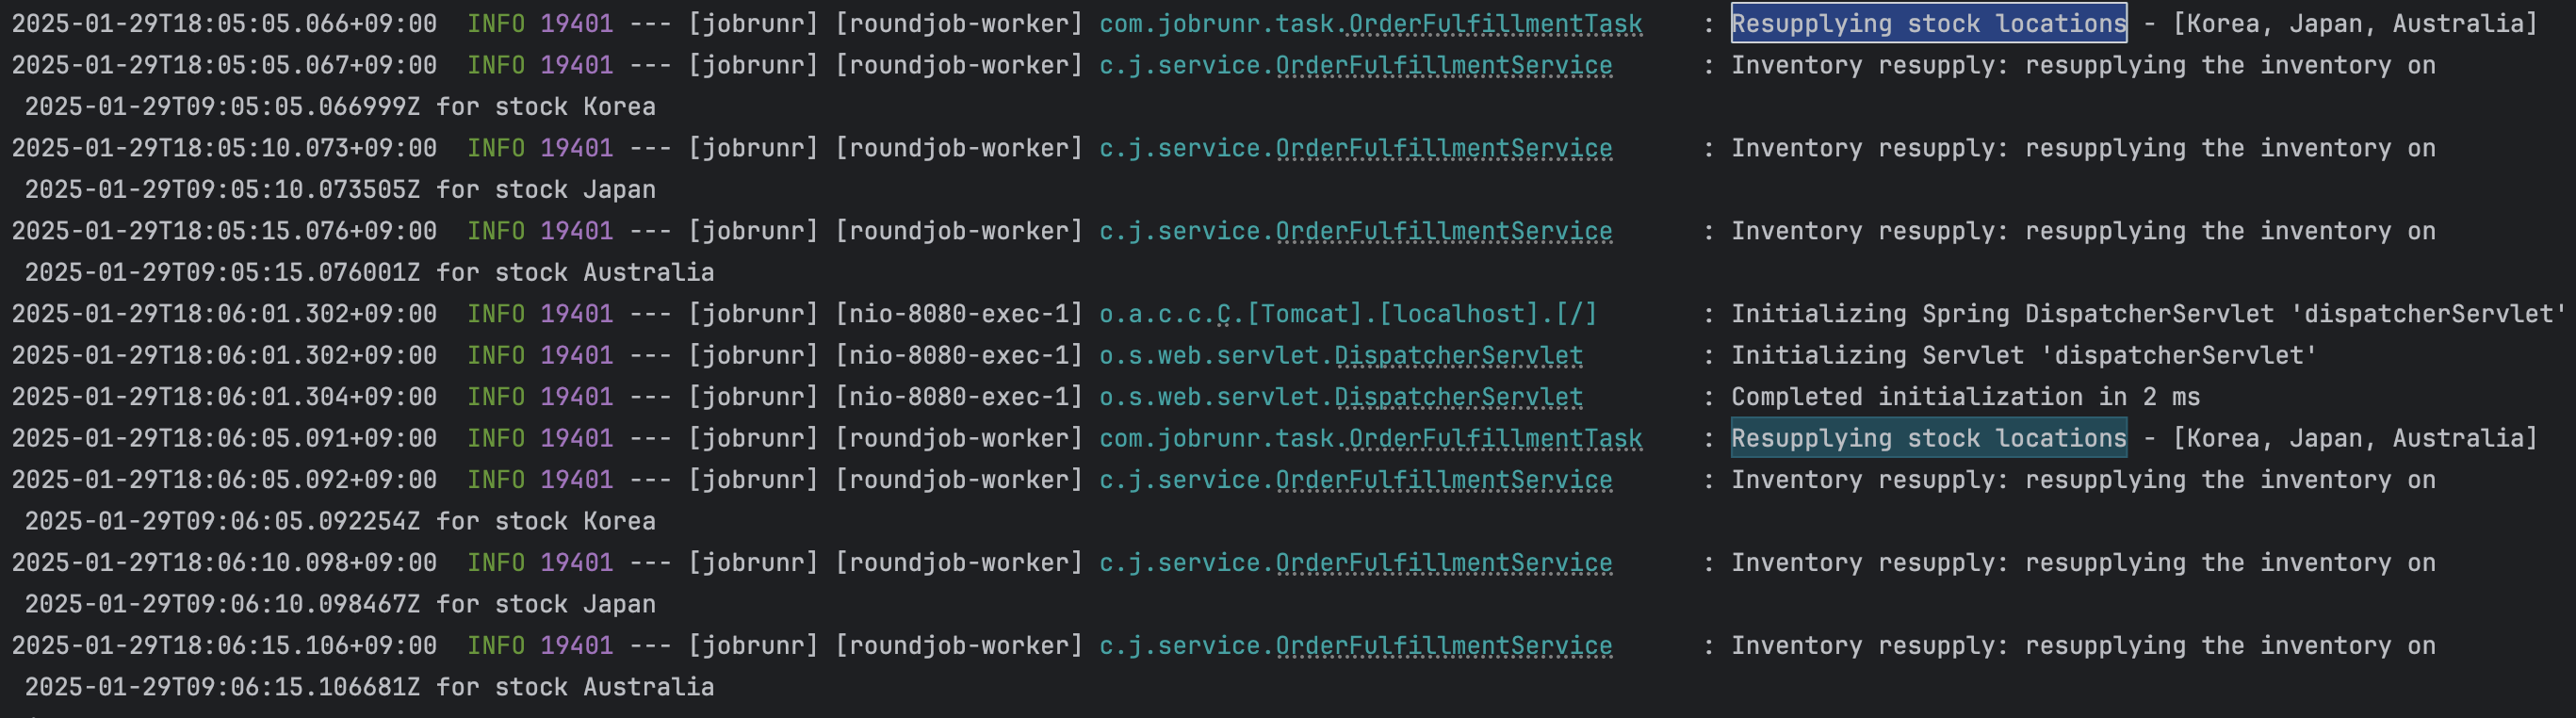 2025-01-29T18:05:05.066+09:00  INFO 19401 --- [jobrunr] [roundjob-worker] com.jobrunr.task.OrderFulfillmentTask    : Resupplying stock locations - [Korea, Japan, Australia]
2025-01-29T18:05:05.067+09:00  INFO 19401 --- [jobrunr] [roundjob-worker] c.j.service.OrderFulfillmentService      : Inventory resupply: resupplying the inventory on
 2025-01-29T09:05:05.066999Z for stock Korea
2025-01-29T18:05:10.073+09:00  INFO 19401 --- [jobrunr] [roundjob-worker] c.j.service.OrderFulfillmentService      : Inventory resupply: resupplying the inventory on
 2025-01-29T09:05:10.073505Z for stock Japan
2025-01-29T18:05:15.076+09:00  INFO 19401 --- [jobrunr] [roundjob-worker] c.j.service.OrderFulfillmentService      : Inventory resupply: resupplying the inventory on
 2025-01-29T09:05:15.076001Z for stock Australia
2025-01-29T18:06:01.302+09:00  INFO 19401 --- [jobrunr] [nio-8080-exec-1] o.a.c.c.C.[Tomcat].[localhost].[/]       : Initializing Spring DispatcherServlet 'dispatcherServlet'
2025-01-29T18:06:01.302+09:00  INFO 19401 --- [jobrunr] [nio-8080-exec-1] o.s.web.servlet.DispatcherServlet        : Initializing Servlet 'dispatcherServlet'
2025-01-29T18:06:01.304+09:00  INFO 19401 --- [jobrunr] [nio-8080-exec-1] o.s.web.servlet.DispatcherServlet        : Completed initialization in 2 ms
2025-01-29T18:06:05.091+09:00  INFO 19401 --- [jobrunr] [roundjob-worker] com.jobrunr.task.OrderFulfillmentTask    : Resupplying stock locations - [Korea, Japan, Australia]
2025-01-29T18:06:05.092+09:00  INFO 19401 --- [jobrunr] [roundjob-worker] c.j.service.OrderFulfillmentService      : Inventory resupply: resupplying the inventory on
 2025-01-29T09:06:05.092254Z for stock Korea
2025-01-29T18:06:10.098+09:00  INFO 19401 --- [jobrunr] [roundjob-worker] c.j.service.OrderFulfillmentService      : Inventory resupply: resupplying the inventory on
 2025-01-29T09:06:10.098467Z for stock Japan
2025-01-29T18:06:15.106+09:00  INFO 19401 --- [jobrunr] [roundjob-worker] c.j.service.OrderFulfillmentService      : Inventory resupply: resupplying the inventory on
 2025-01-29T09:06:15.106681Z for stock Australia